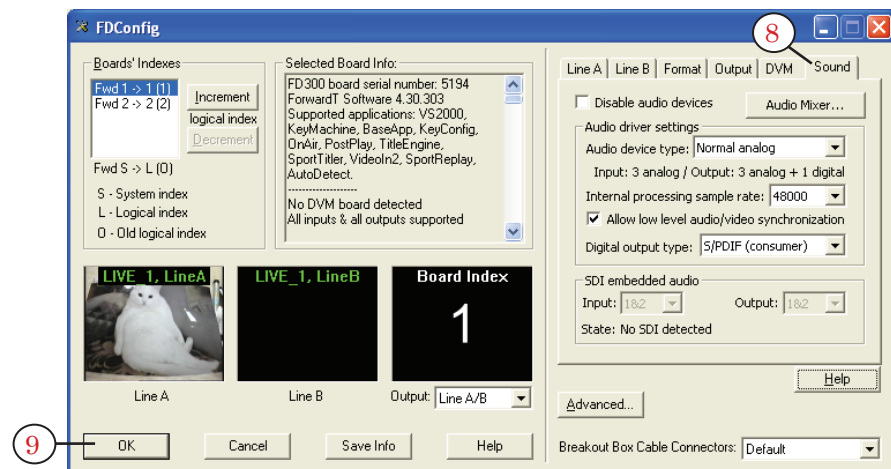 FDConfig
8
Boards' Indexes
Fwd 1 -> 1 (1)
Fwd 2 -> 2 (2)
Increment
logical index
Decrement
Fwd S -> L (O)
S - System index
L - Logical index
O - Old logical index
Selected Board Info:
FD300 board serial number: 5194
ForwardT Software 4.30.303
Supported applications: VS2000,
KeyMachine, BaseApp, KeyConfig,
OnAir, PostPlay, TitleEngine,
SportTitler, VideoIn2, SportReplay,
AutoDetect.
--------------------
No DVM board detected
All inputs & all outputs supported
LIVE_1, LineA
Line A
LIVE_1, LineB
Line B
Board Index
1
Output: Line A/B
9
OK
Cancel
Save Info
Help
Line A
Line B
Format
Output
DVM
Sound
Disable audio devices
Audio Mixer...
Audio driver settings
Audio device type: Normal analog
Input: 3 analog / Output: 3 analog + 1 digital
Internal processing sample rate: 48000
Allow low level audio/video synchronization
Digital output type: S/PDIF (consumer)
SDI embedded audio
Input: 1&2 Output: 1&2
State: No SDI detected
Help
Advanced...
Breakout Box Cable Connectors: Default